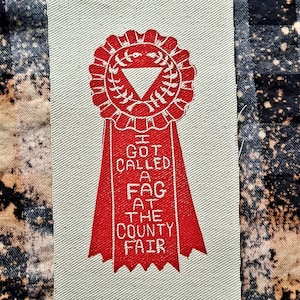 I
GOT
CALLED
A
FAG
AT
THE
COUNTY
FAIR